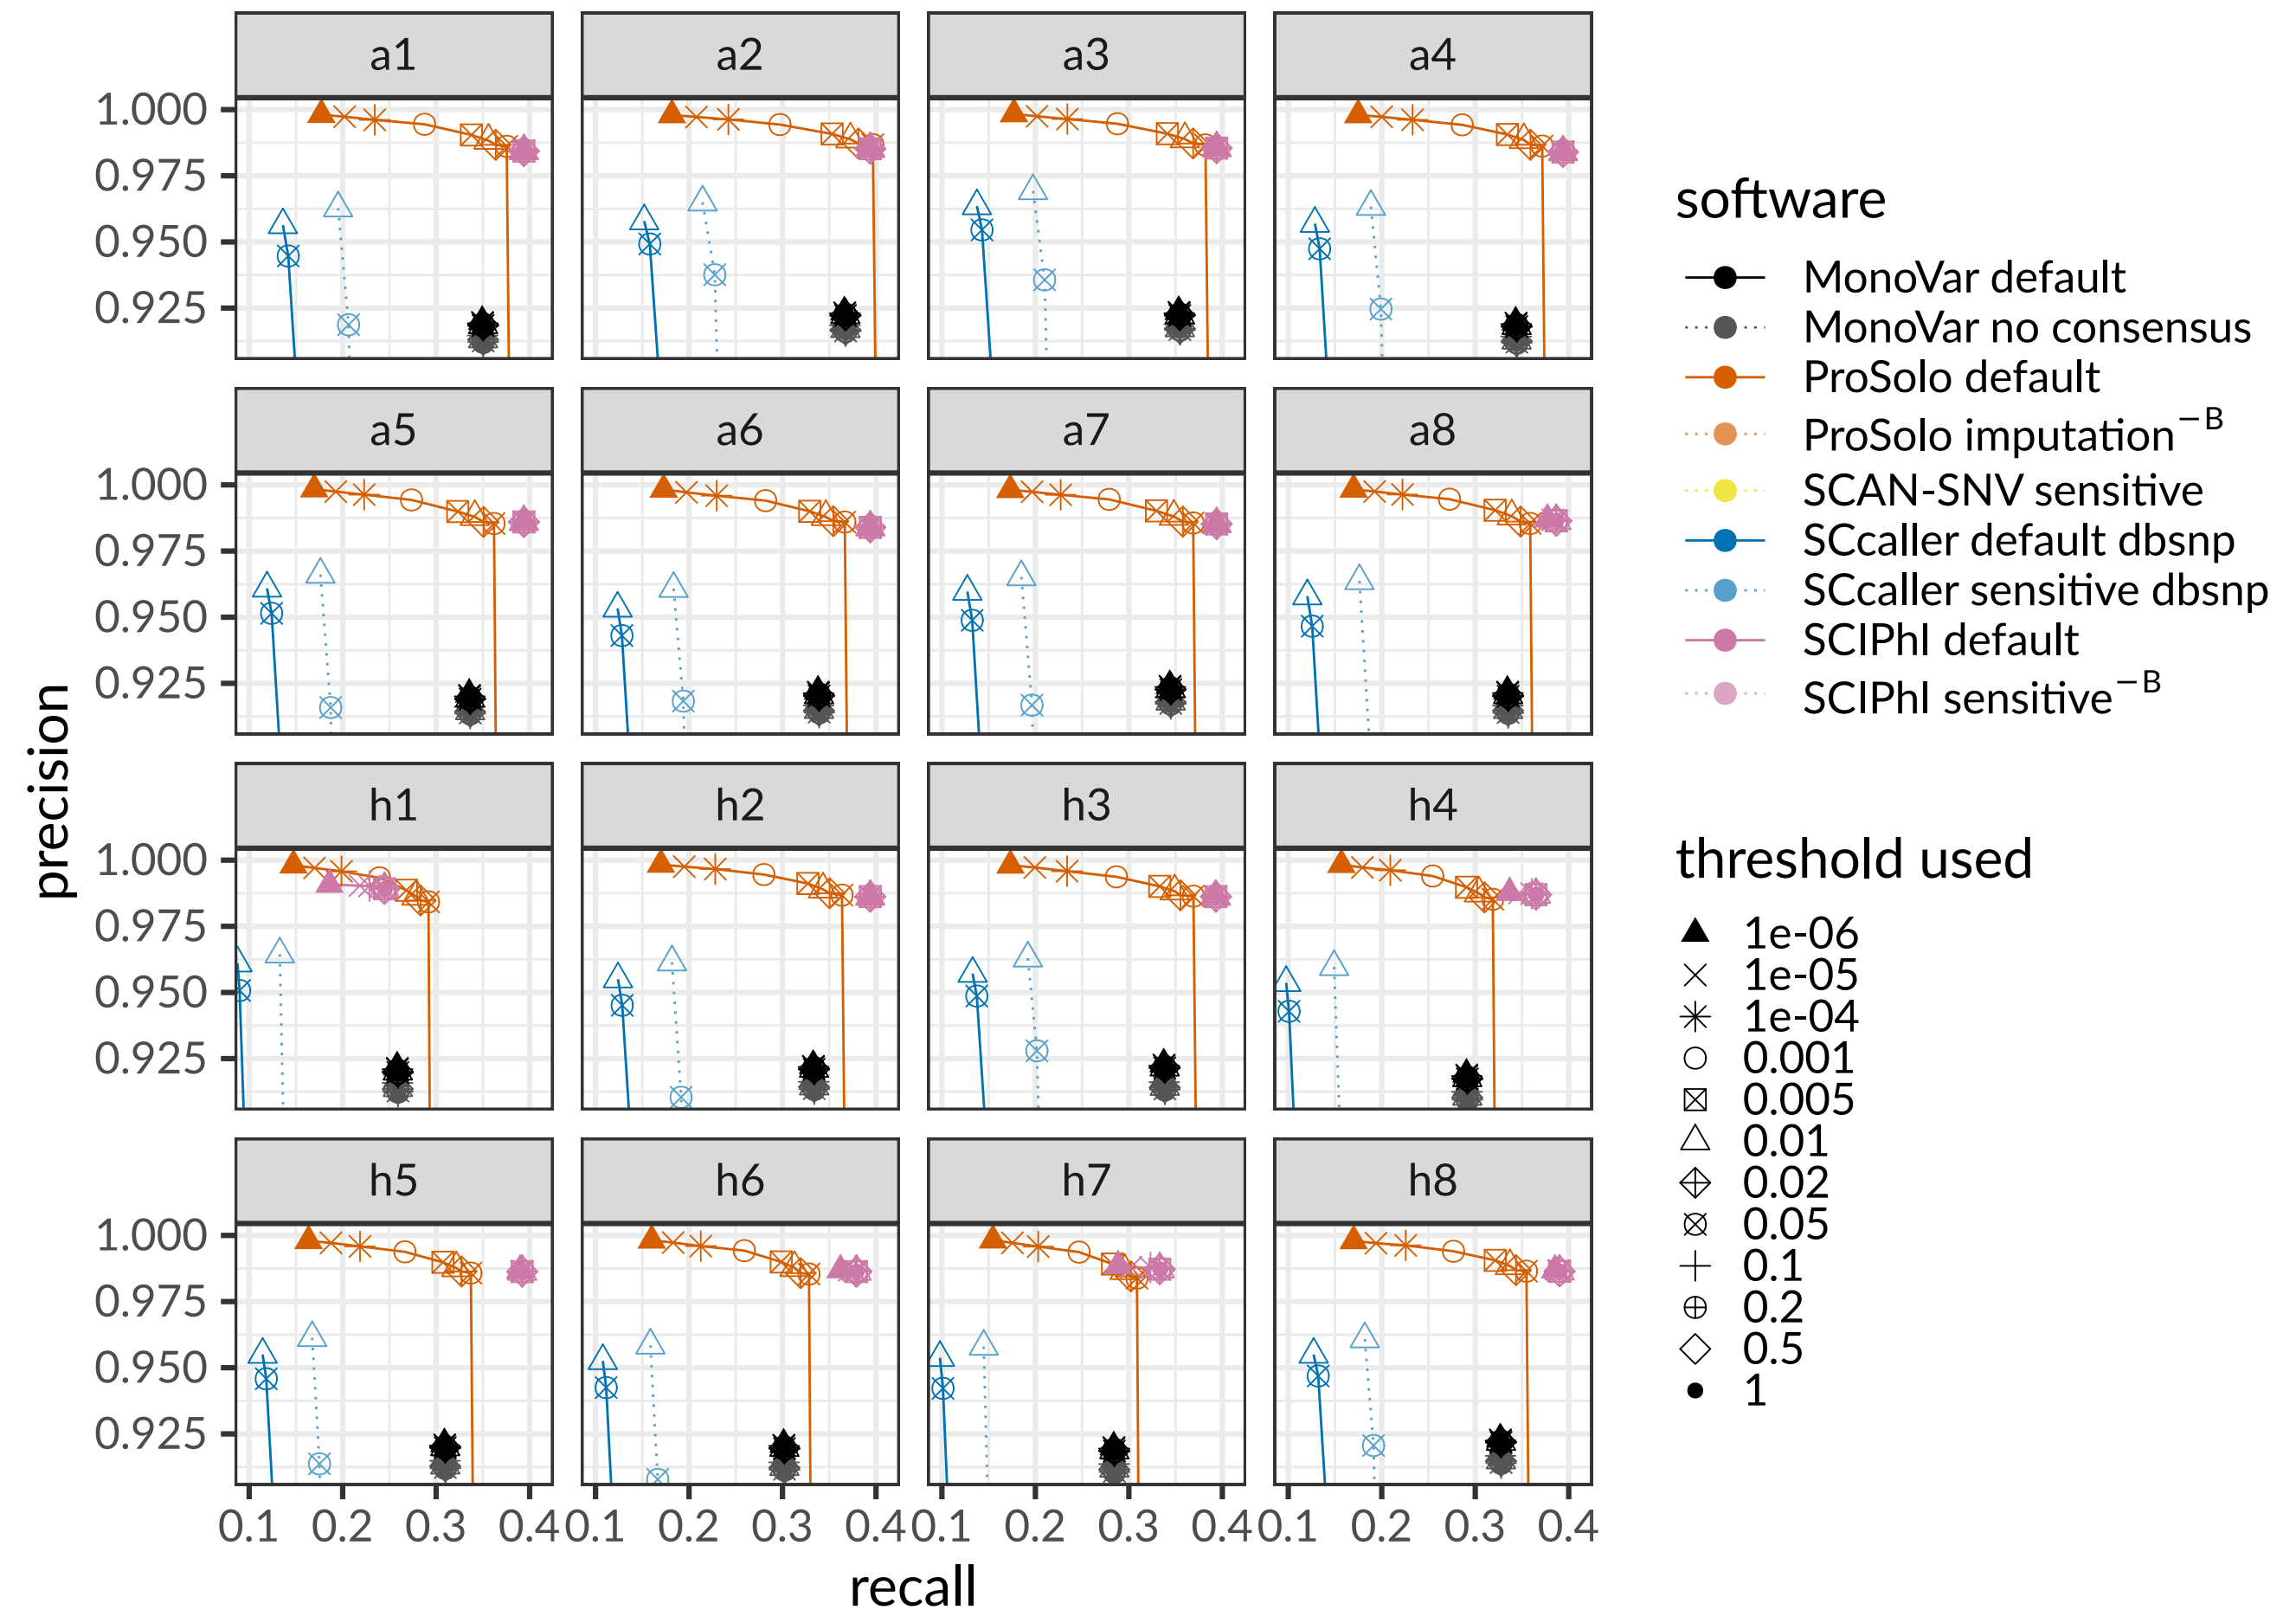 a1 a2 a3 a4
1.000
0.975
0.950
0.925
a5 a6 a7 a8
1.000
0.975
0.950
0.925
h1 h2 h3 h4
1.000
0.975
0.950
0.925
h5 h6 h7 h8
1.000
0.975
0.950
0.925
0.1 0.2 0.3 0.4 0.1 0.2 0.3 0.4 0.1 0.2 0.3 0.4 0.1 0.2 0.3 0.4
recall
precision
software
MonoVar default
MonoVar no consensus
ProSolo default
ProSolo imputation −B
SCAN-SNV sensitive
SCcaller default dbsnp
SCcaller sensitive dbsnp
SCIPhI default
SCIPhI sensitive −B
threshold used
1e-06
1e-05
1e-04
0.001
0.005
0.01
0.02
0.05
0.1
0.2
0.5
1